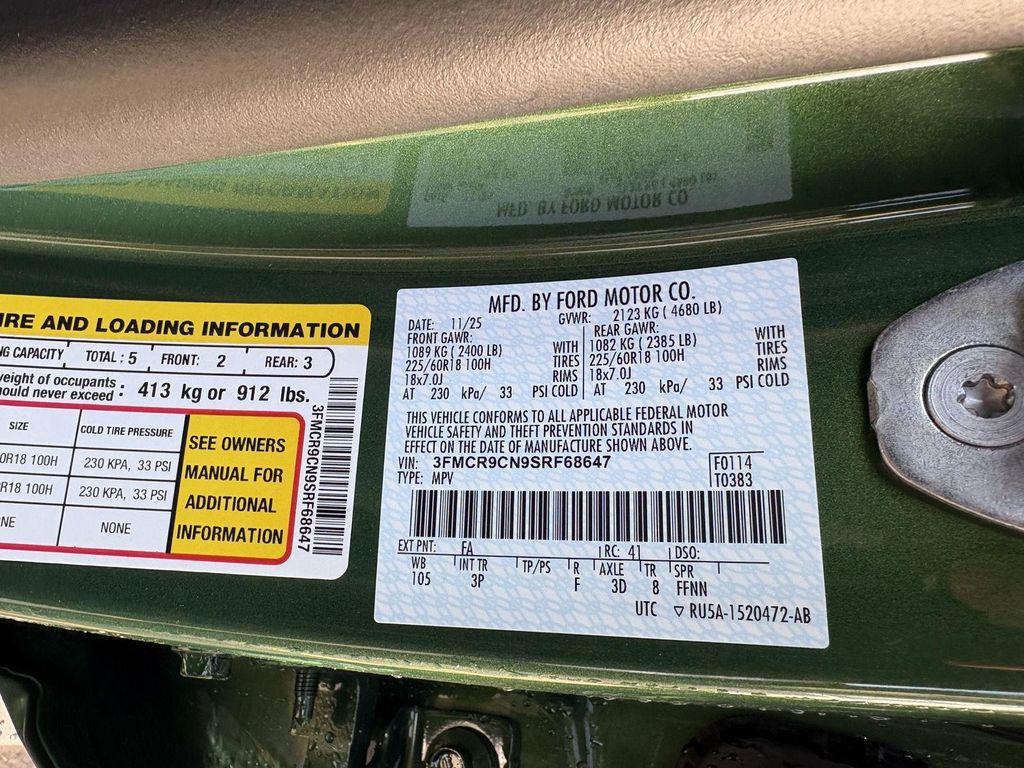 IRE AND LOADING INFORMATION
NG CAPACITY TOTAL : 5 FRONT: 2 REAR: 3
weight of occupants
hould never exceed : 413 kg or 912 lbs.
SIZE COLD TIRE PRESSURE
0R18 100H 230 KPA, 33 PSI
0R18 100H 230 KPA, 33 PSI
NE NONE
SEE OWNERS
MANUAL FOR
ADDITIONAL
INFORMATION
3FMCR9CN9SRF68647
MFD. BY FORD MOTOR CO.
DATE: 11/25 GVWR: 2123 KG ( 4680 LB)
FRONT GAWR: REAR GAWR:
1089 KG ( 2400 LB) WITH 1082 KG ( 2385 LB) WITH
225/60R18 100H TIRES 225/60R18 100H TIRES
18x7.0J RIMS 18x7.0J RIMS
AT 230 kPa/ 33 PSI COLD AT 230 kPa/ 33 PSI COLD
THIS VEHICLE CONFORMS TO ALL APPLICABLE FEDERAL MOTOR
VEHICLE SAFETY AND THEFT PREVENTION STANDARDS IN
EFFECT ON THE DATE OF MANUFACTURE SHOWN ABOVE.
VIN: 3FMCR9CN9SRF68647 F0114
TYPE: MPV T0383
EXT PNT: FA RC: 41 DSO:
WB INT TR TP/PS R AXLE TR SPR
105 3P F 3D 8 FFNN
UTC ▽ RU5A-1520472-AB